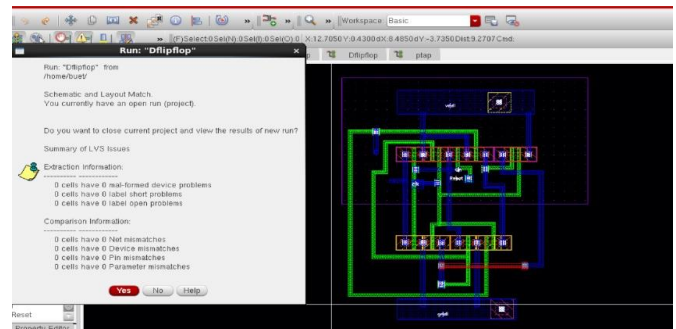 Workspace: Basic
(F)Select:0 Sel(N):0 Sel(I):0 Sel(O):0 X:12.7050 Y:0.4300 dX:8.4850 dY:-3.7350 Dist:9.2707 Cmd:
Run: "Dflipflop"
Dflipflop
ptap
Run: "Dflipflop" from
/home/buet/
Schematic and Layout Match.
You currently have an open run (project).
Do you want to close current project and view the results of new run?
Summary of LVS Issues
Extraction Information:
0 cells have 0 mal-formed device problems
0 cells have 0 label short problems
0 cells have 0 label open problems
Comparison Information:
0 cells have 0 Net mismatches
0 cells have 0 Device mismatches
0 cells have 0 Pin mismatches
0 cells have 0 Parameter mismatches
Yes
No
Help
Reset
Property Editor